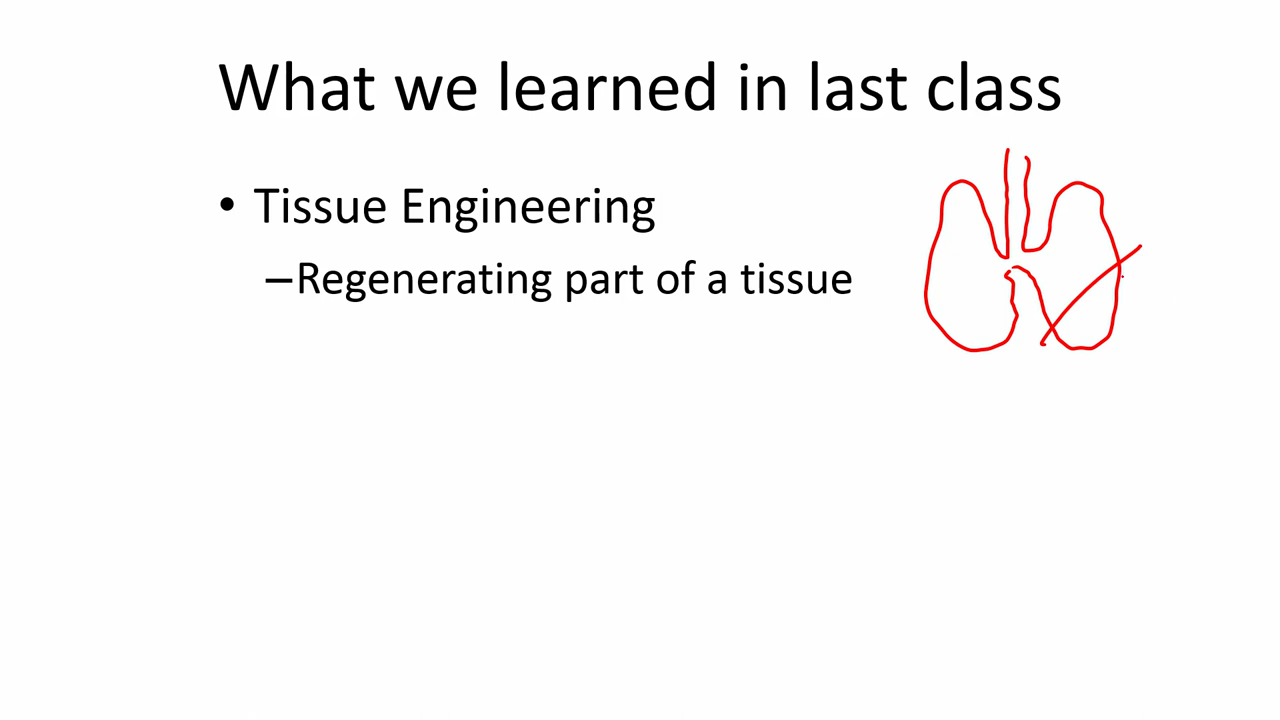 What we learned in last class
• Tissue Engineering
–Regenerating part of a tissue